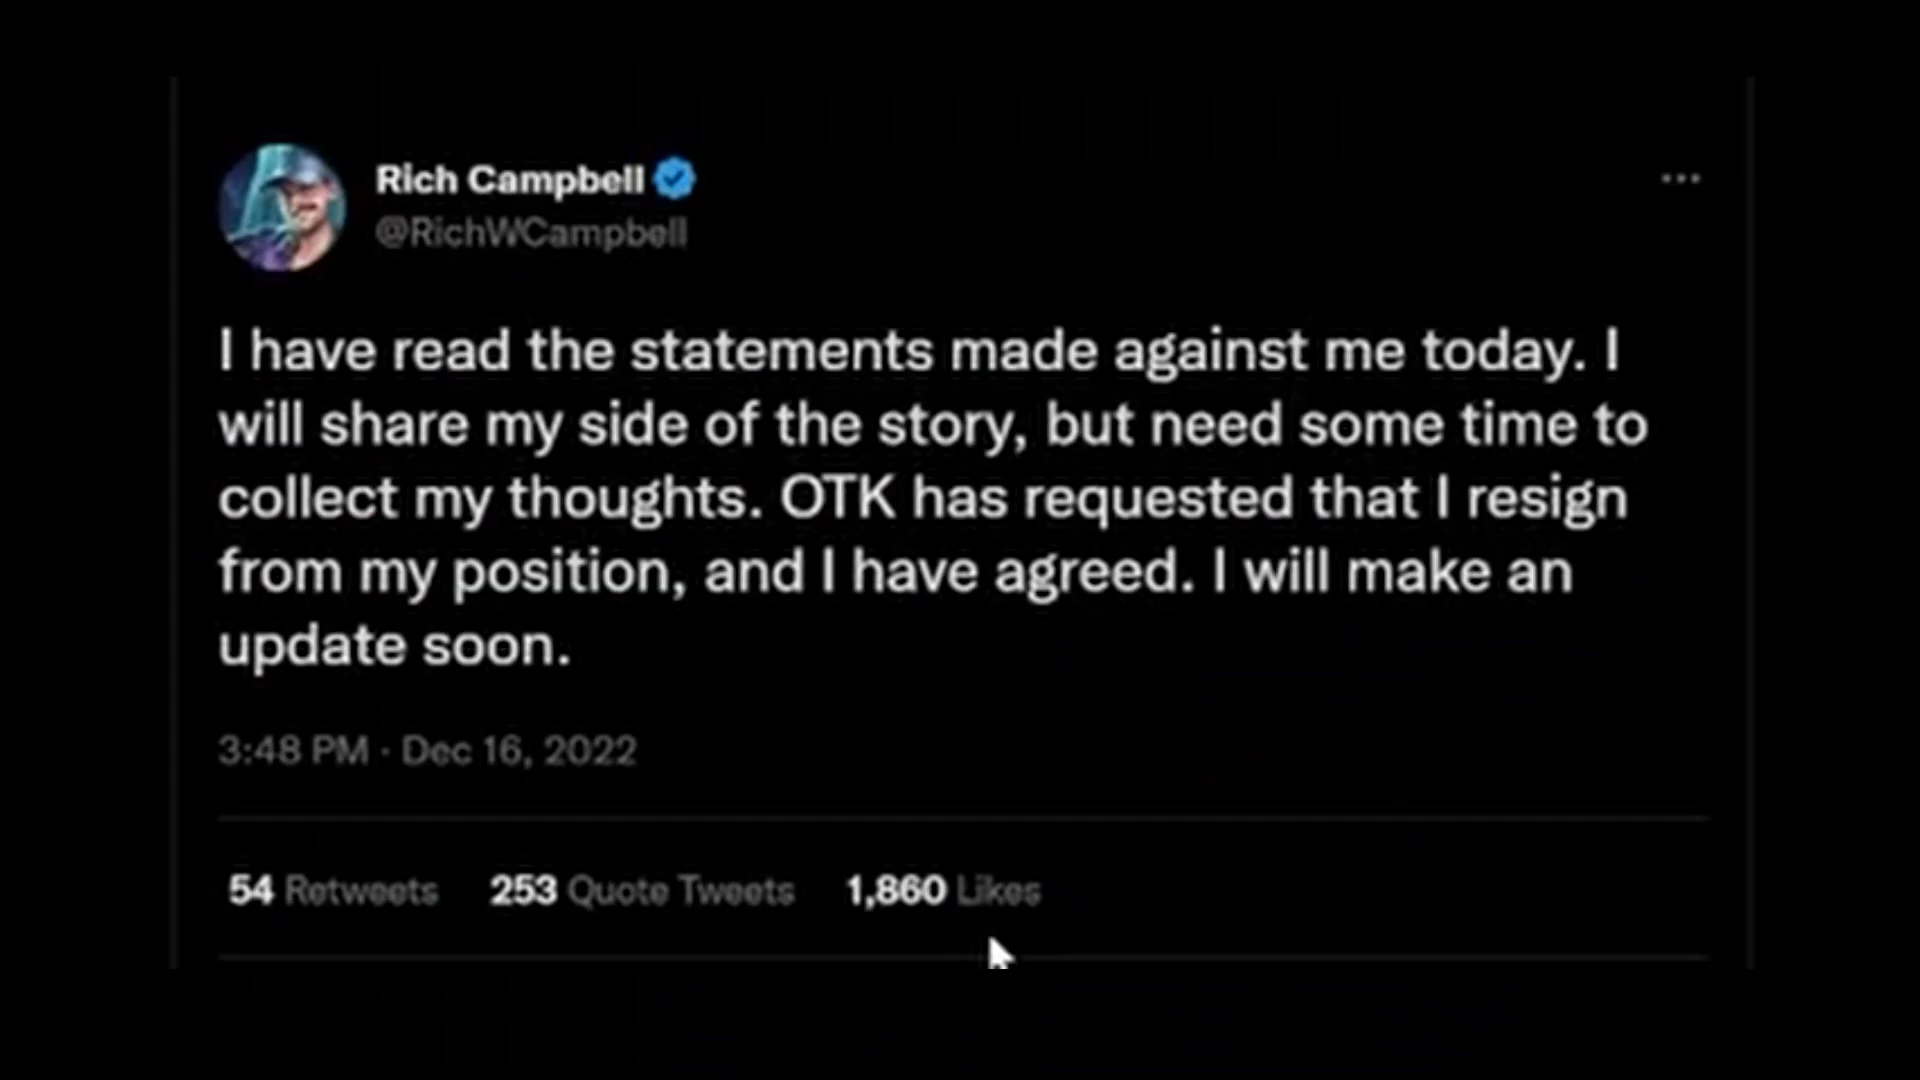 Rich Campbell
@RichWCampbell
I have read the statements made against me today. I
will share my side of the story, but need some time to
collect my thoughts. OTK has requested that I resign
from my position, and I have agreed. I will make an
update soon.
3:48 PM · Dec 16, 2022
54 Retweets 253 Quote Tweets 1,860 Likes